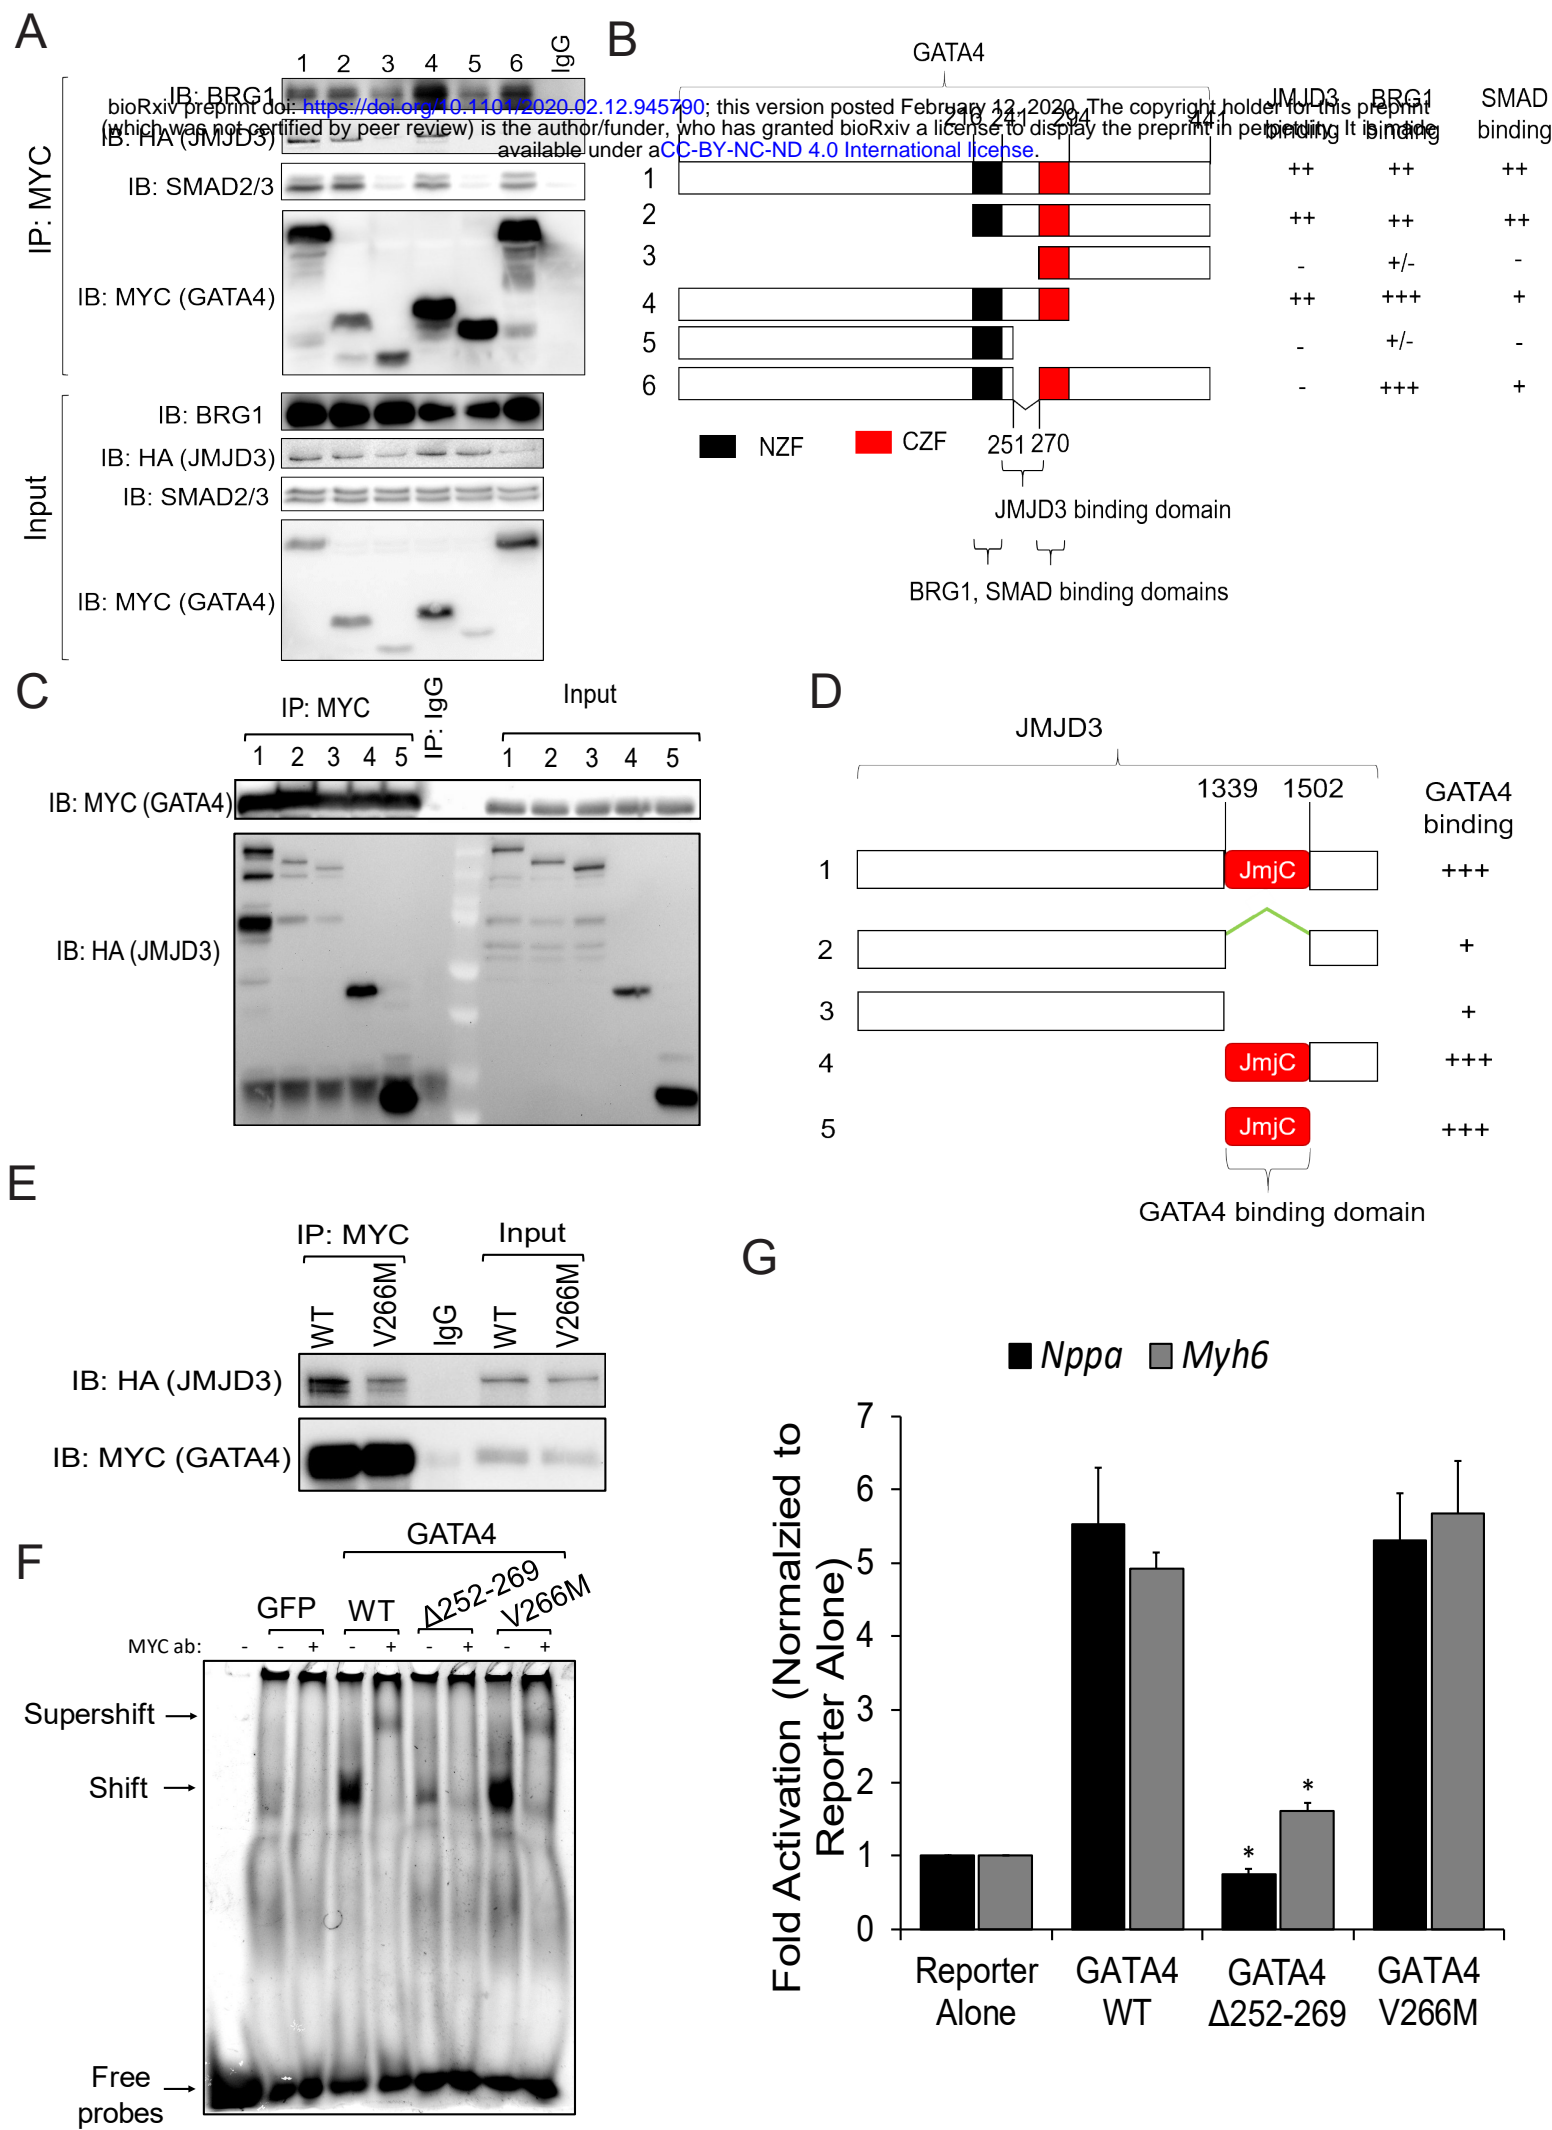 A
1 2 3 4 5 6 IgG
IP: MYC
IB: BRG1
IB: HA (JMJD3)
IB: SMAD2/3
IB: MYC (GATA4)
Input
IB: BRG1
IB: HA (JMJD3)
IB: SMAD2/3
IB: MYC (GATA4)
bioRxiv preprint doi: https://doi.org/10.1101/2020.02.12.945790; this version posted February 12, 2020. The copyright holder for this preprint
(which was not certified by peer review) is the author/funder, who has granted bioRxiv a license to display the preprint in perpetuity. It is made
available under aCC-BY-NC-ND 4.0 International license.
B
GATA4
1 216 241 294 441
JMJD3 binding
BRG1 binding
SMAD binding
1 ++ ++ ++
2 ++ ++ ++
3 - +/- -
4 ++ +++ +
5 - +/- -
6 - +++ +
NZF CZF 251 270
JMJD3 binding domain
BRG1, SMAD binding domains
C
IP: MYC IP: IgG Input
1 2 3 4 5 1 2 3 4 5
IB: MYC (GATA4)
IB: HA (JMJD3)
D
JMJD3
1339 1502
GATA4
binding
1 JmjC +++
2 +
3 +
4 JmjC +++
5 JmjC +++
GATA4 binding domain
E
IP: MYC Input
WT V266M IgG WT V266M
IB: HA (JMJD3)
IB: MYC (GATA4)
F
GATA4
GFP WT Δ252-269 V266M
MYC ab: - - + - + - + - +
Supershift
Shift
Free
probes
G
Nppa Myh6
Fold Activation (Normalzied to
Reporter Alone)
7
6
5
4
3
2
1
0
* *
Reporter
Alone
GATA4
WT
GATA4
Δ252-269
GATA4
V266M